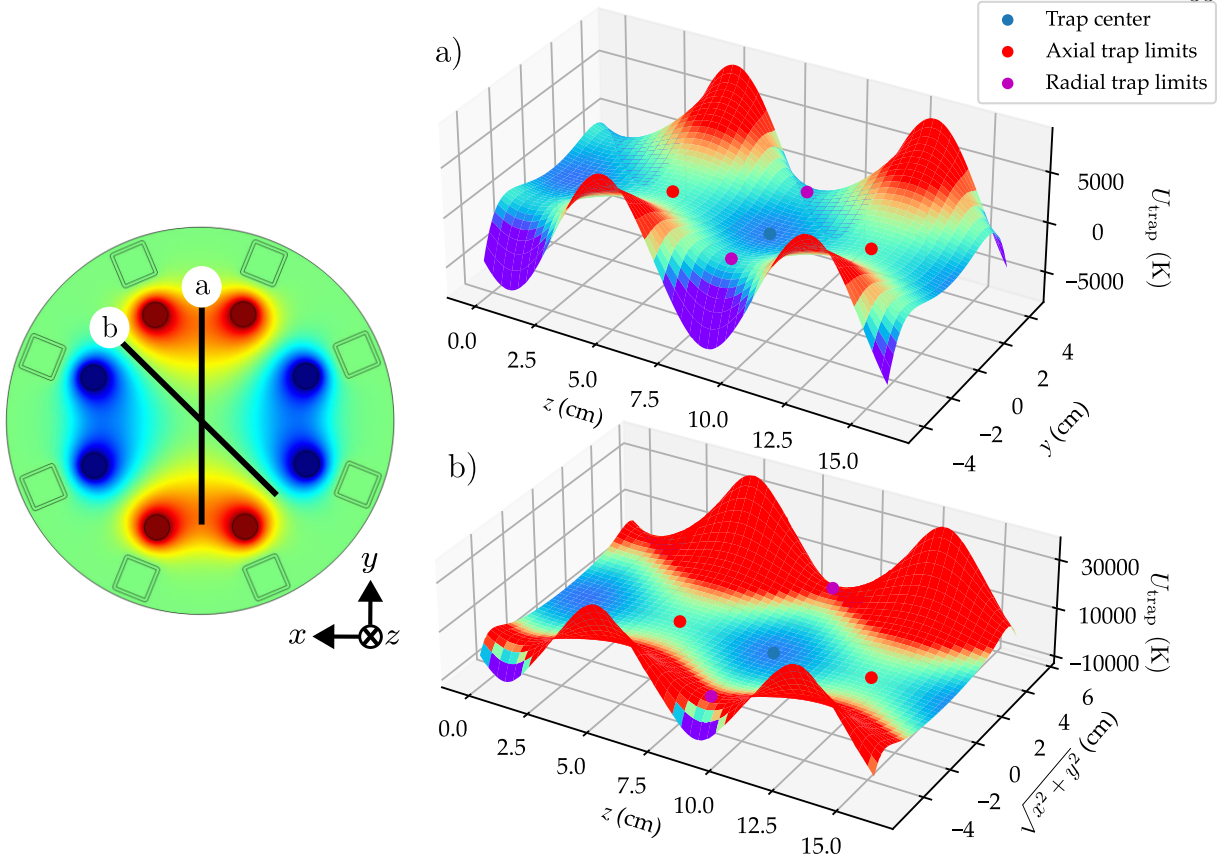 Trap center
Axial trap limits
Radial trap limits
a)
5000
0
−5000
U_trap (K)
0.0
2.5
5.0
7.5
10.0
12.5
15.0
z (cm)
4
2
0
−2
−4
y (cm)
a
b
y
x
z
b)
30000
10000
−10000
U_trap (K)
0.0
2.5
5.0
7.5
10.0
12.5
15.0
z (cm)
6
4
2
0
−2
−4
√x² + y² (cm)